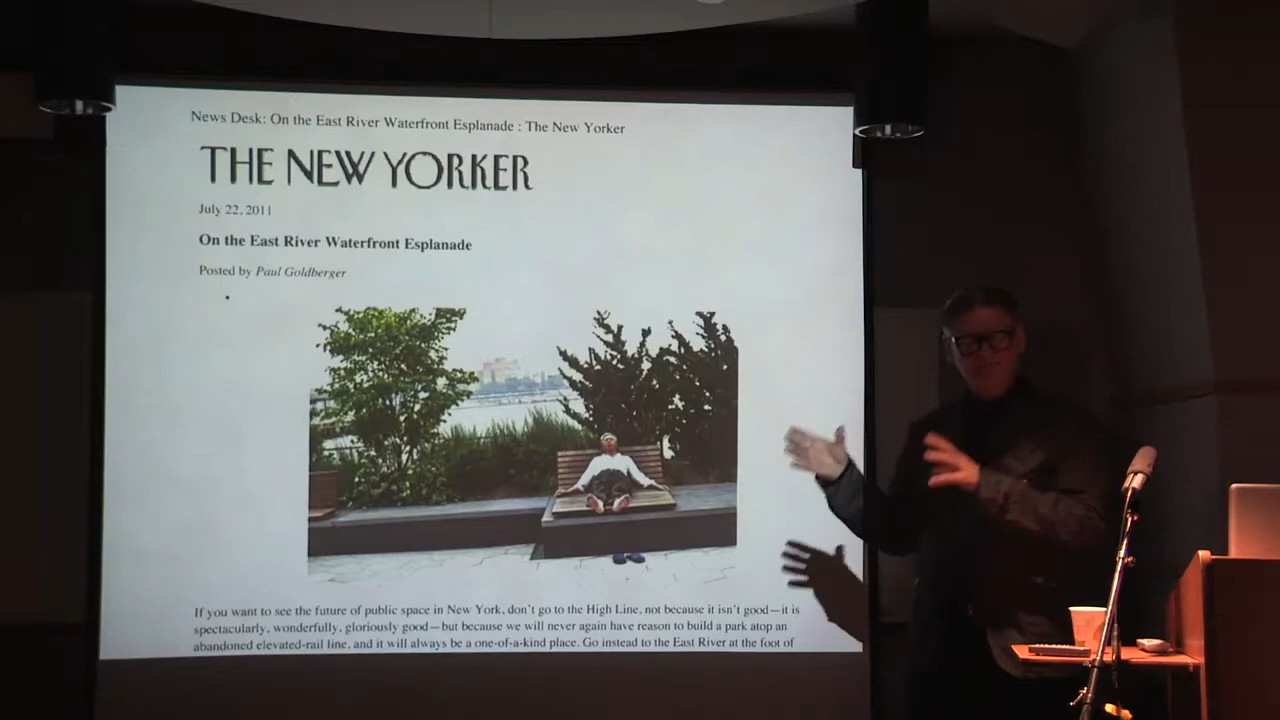 News Desk: On the East River Waterfront Esplanade : The New Yorker
THE NEW YORKER
July 22, 2011
On the East River Waterfront Esplanade
Posted by Paul Goldberger
If you want to see the future of public space in New York, don't go to the High Line, not because it isn't good—it is
spectacularly, wonderfully, gloriously good—but because we will never again have reason to build a park atop an
abandoned elevated-rail line, and it will always be a one-of-a-kind place. Go instead to the East River at the foot of